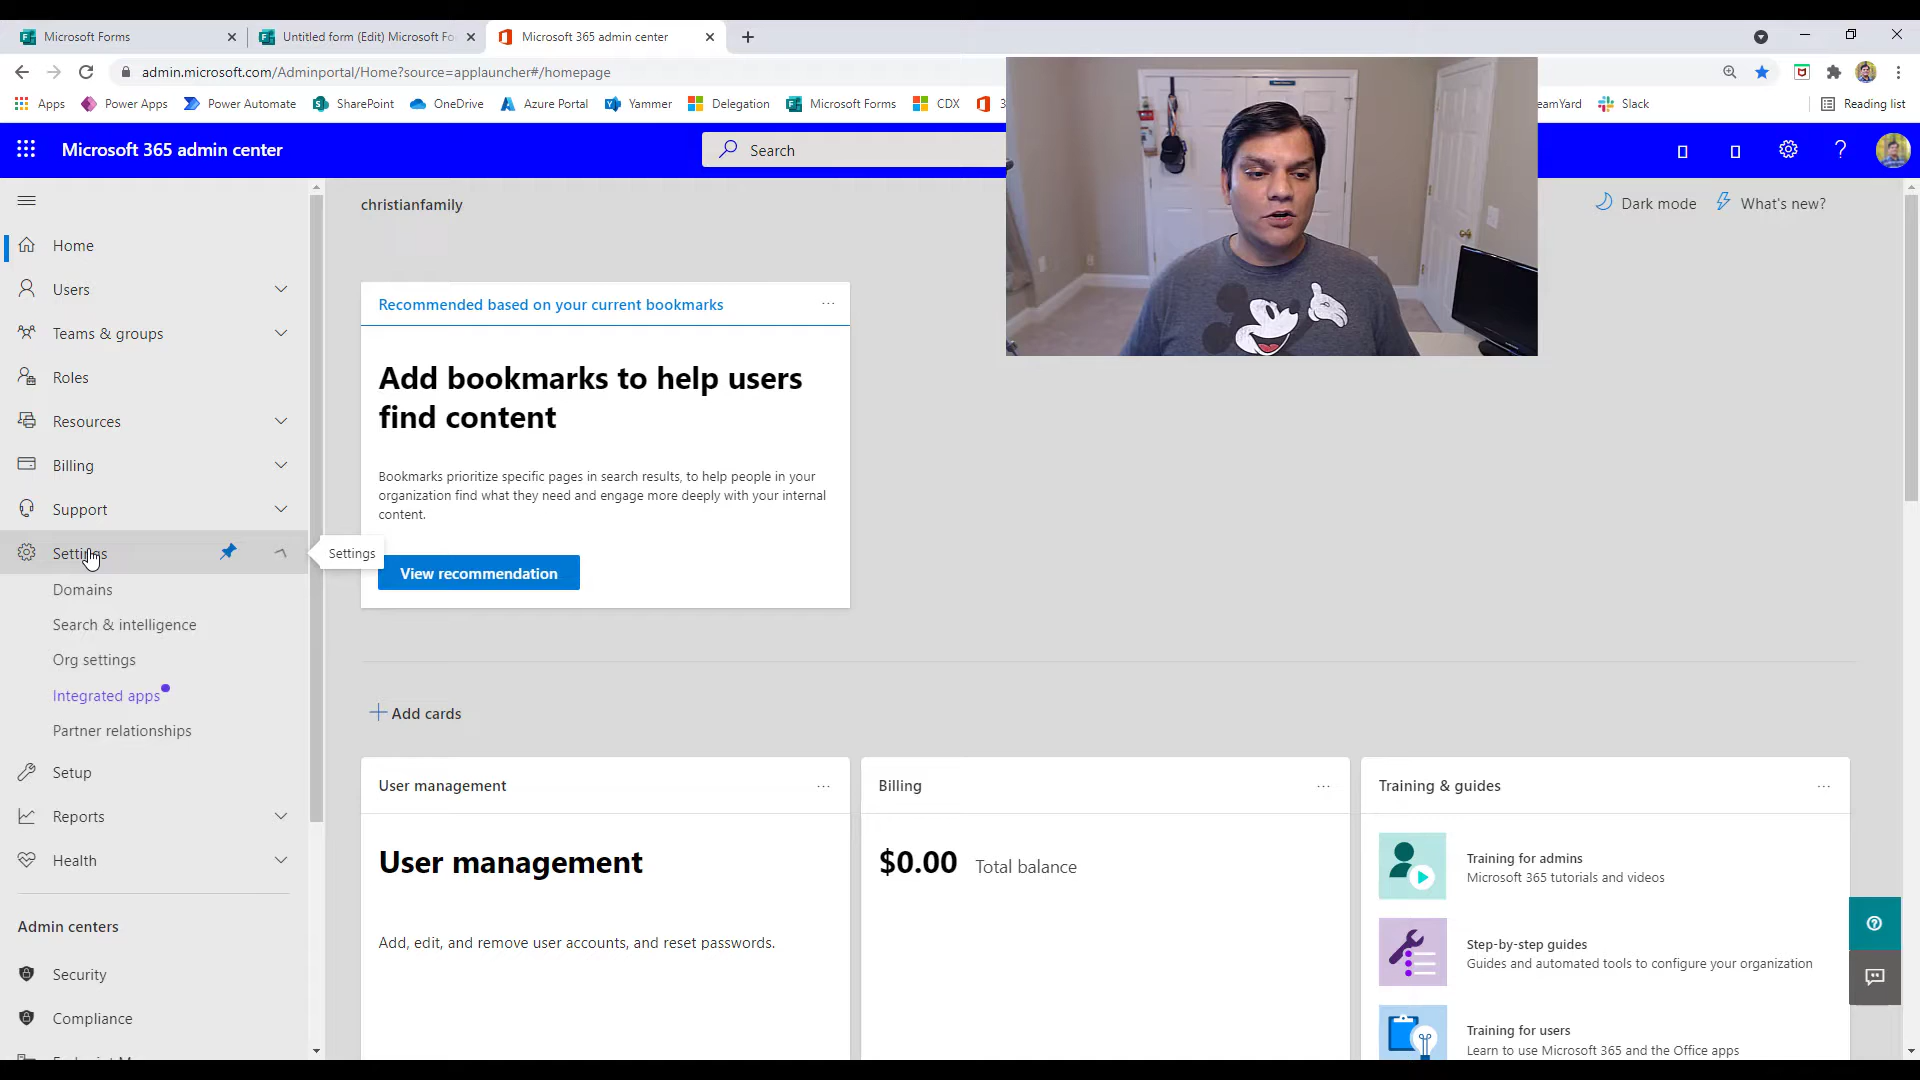 Microsoft Forms
Untitled form (Edit) Microsoft Fo
Microsoft 365 admin center
admin.microsoft.com/Adminportal/Home?source=applauncher#/homepage
Apps
Power Apps
Power Automate
SharePoint
OneDrive
Azure Portal
Yammer
Delegation
Microsoft Forms
CDX
3
eamYard
Slack
Reading list
Microsoft 365 admin center
Search
christianfamily
Dark mode
What's new?
Home
Users
Teams & groups
Roles
Resources
Billing
Support
Settings
Settings
Domains
Search & intelligence
Org settings
Integrated apps
Partner relationships
Setup
Reports
Health
Admin centers
Security
Compliance
Recommended based on your current bookmarks
Add bookmarks to help users
find content
Bookmarks prioritize specific pages in search results, to help people in your
organization find what they need and engage more deeply with your internal
content.
View recommendation
Add cards
User management
User management
Add, edit, and remove user accounts, and reset passwords.
Billing
$0.00 Total balance
Training & guides
Training for admins
Microsoft 365 tutorials and videos
Step-by-step guides
Guides and automated tools to configure your organization
Training for users
Learn to use Microsoft 365 and the Office apps